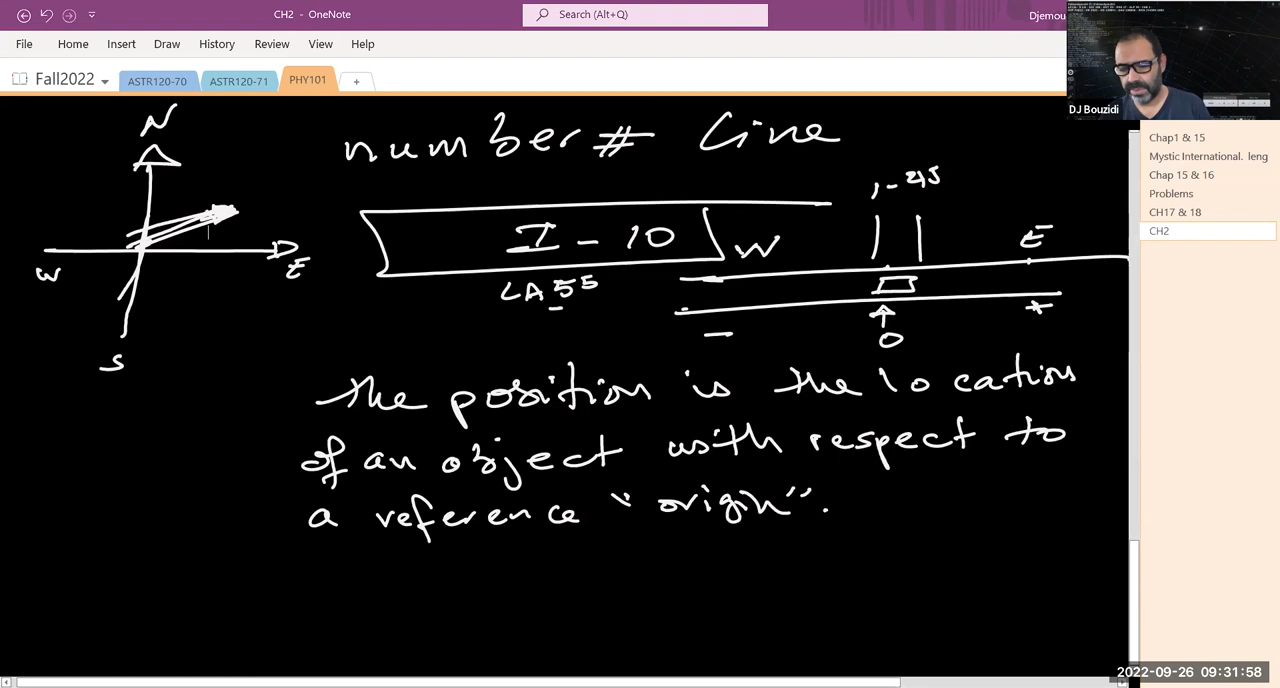 CH2 - OneNote
Search (Alt+Q)
Djemou
File Home Insert Draw History Review View Help
Fall2022 ASTR120-70 ASTR120-71 PHY101 +
DJ Bouzidi
Chap1 & 15
Mystic International. leng
Chap 15 & 16
Problems
CH17 & 18
CH2
N
W
E
S
number # line
I-10
W
I-45
E
LA 55
-
+
0
the position is the location
of an object with respect to
a reference "origin".
2022-09-26 09:31:58